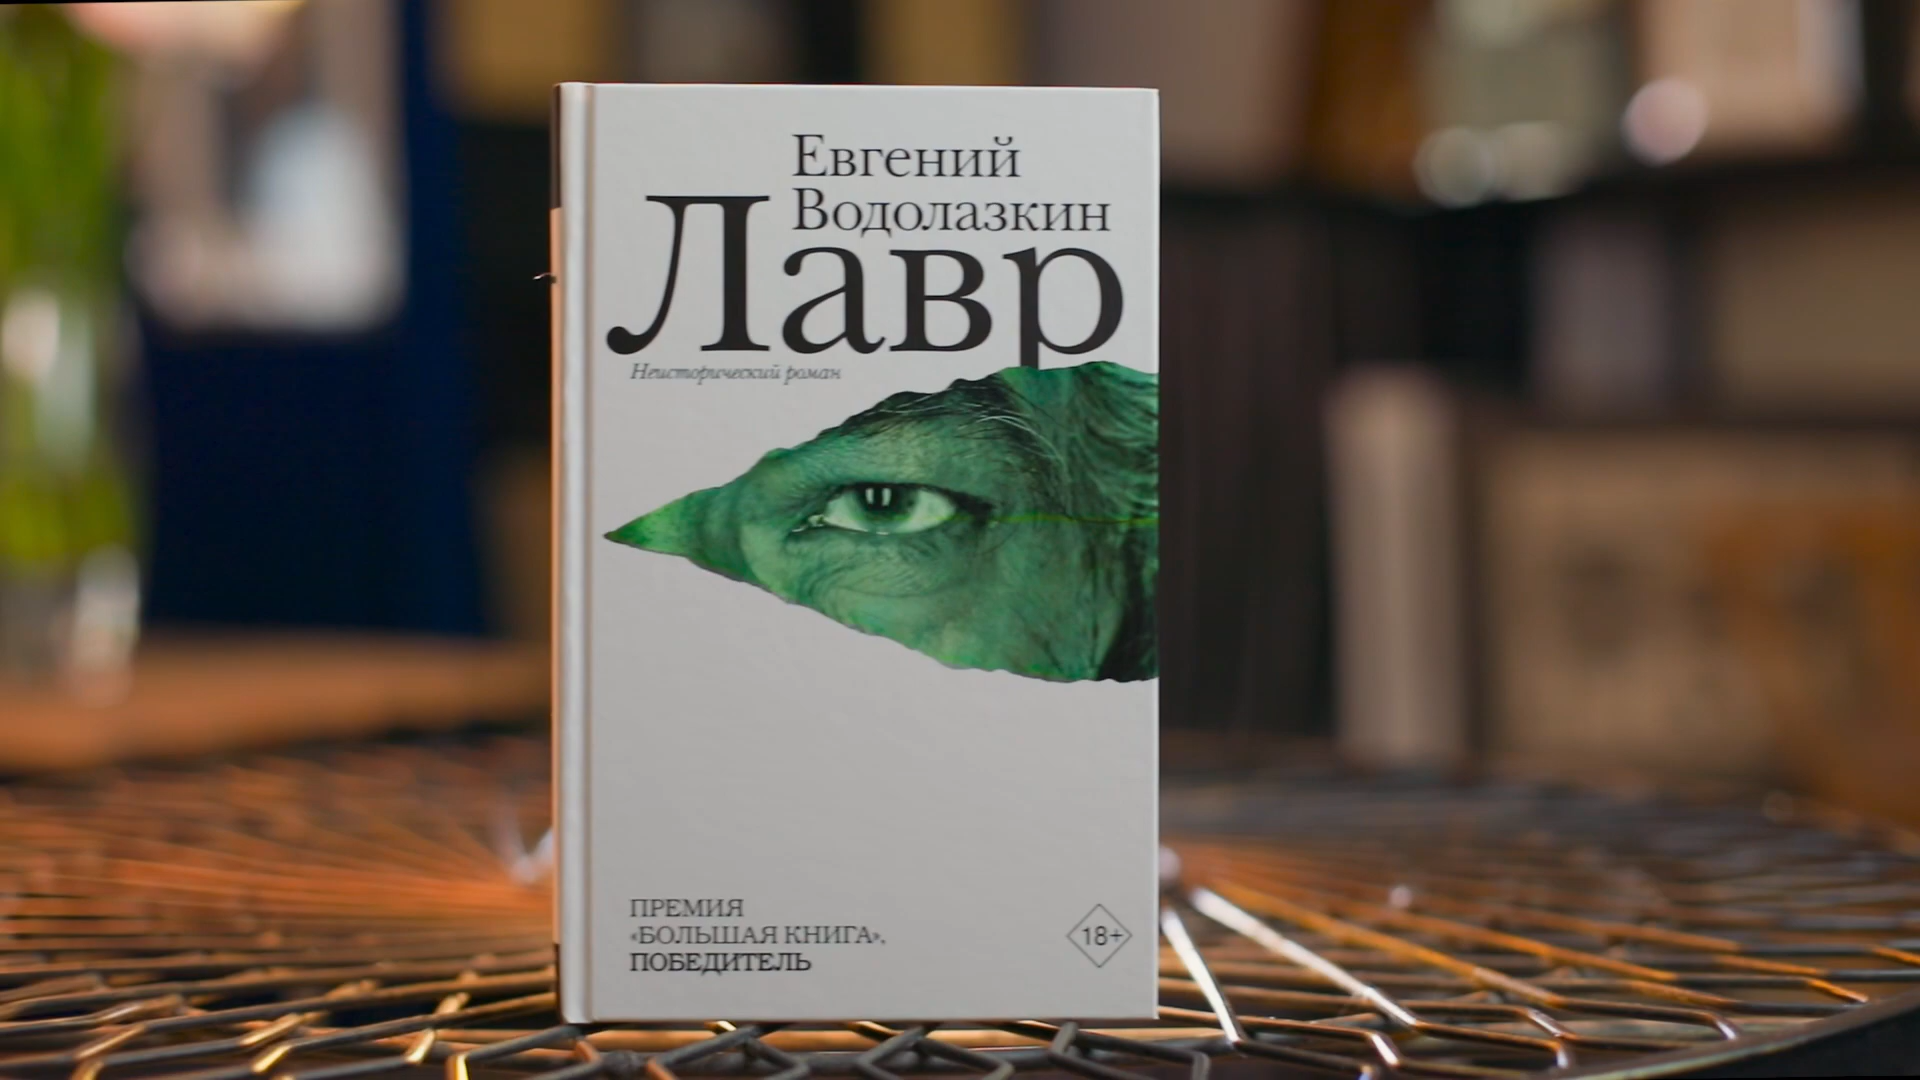 Евгений
Водолазкин
Лавр
Неисторический роман
ПРЕМИЯ
«БОЛЬШАЯ КНИГА»,
ПОБЕДИТЕЛЬ
18+